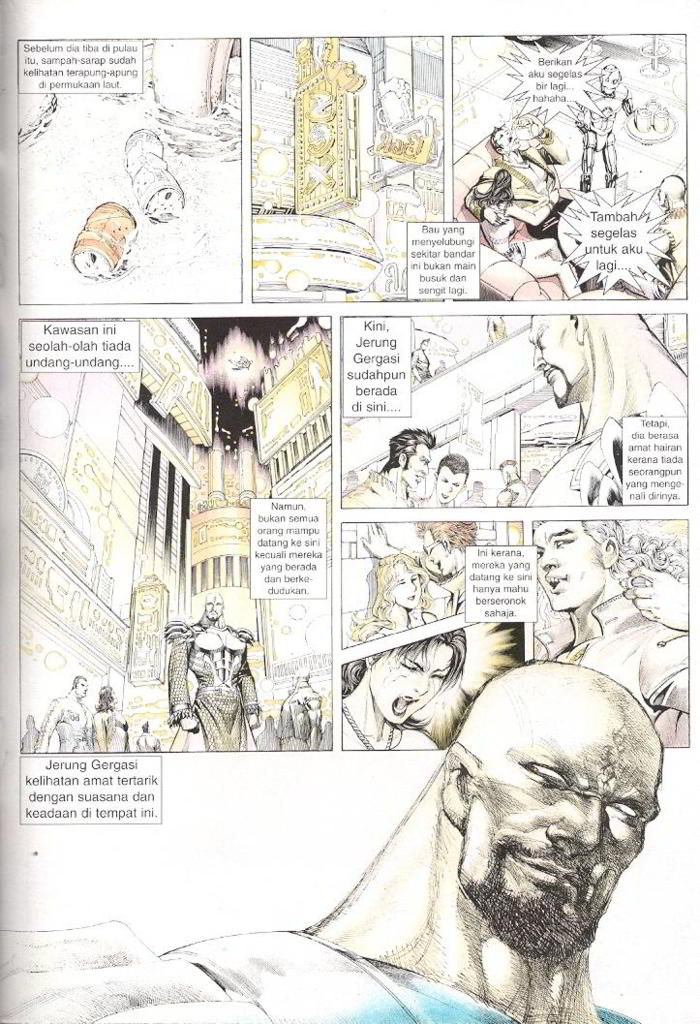 Sebelum dia tiba di pulau
itu, sampah-sarap sudah
kelihatan terapung-apung
di permukaan laut.
Bau yang
menyelubungi
sekitar bandar
ini bukan main
busuk dan
sengit lagi.
Berikan
aku segelas
bir lagi...
hahaha...
Tambah
segelas
untuk aku
lagi....
Kawasan ini
seolah-olah tiada
undang-undang....
Namun,
bukan semua
orang mampu
datang ke sini
kecuali mereka
yang berada
dan berke-
dudukan.
Kini,
Jerung
Gergasi
sudahpun
berada
di sini....
Tetapi,
dia berasa
amat hairan
kerana tiada
seorangpun
yang menge-
nali dirinya.
Ini kerana,
mereka yang
datang ke sini
hanya mahu
berseronok
sahaja.
Jerung Gergasi
kelihatan amat tertarik
dengan suasana dan
keadaan di tempat ini.